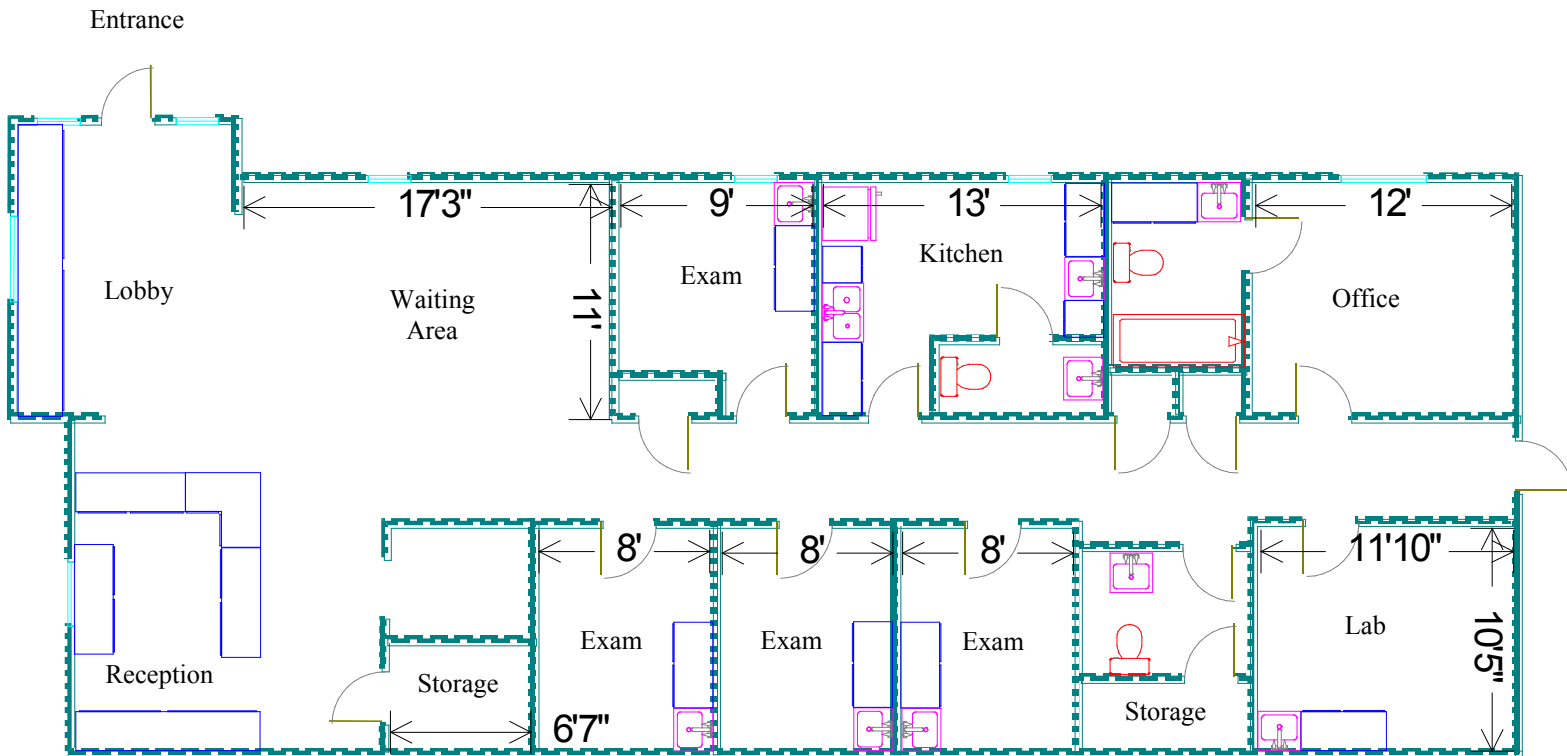 Entrance
17'3"
9'
13'
12'
Kitchen
Exam
Lobby
Waiting
Area
11'
Office
8'
8'
8'
11'10"
Exam
Exam
Exam
Lab
10'5"
Reception
Storage
Storage
6'7"